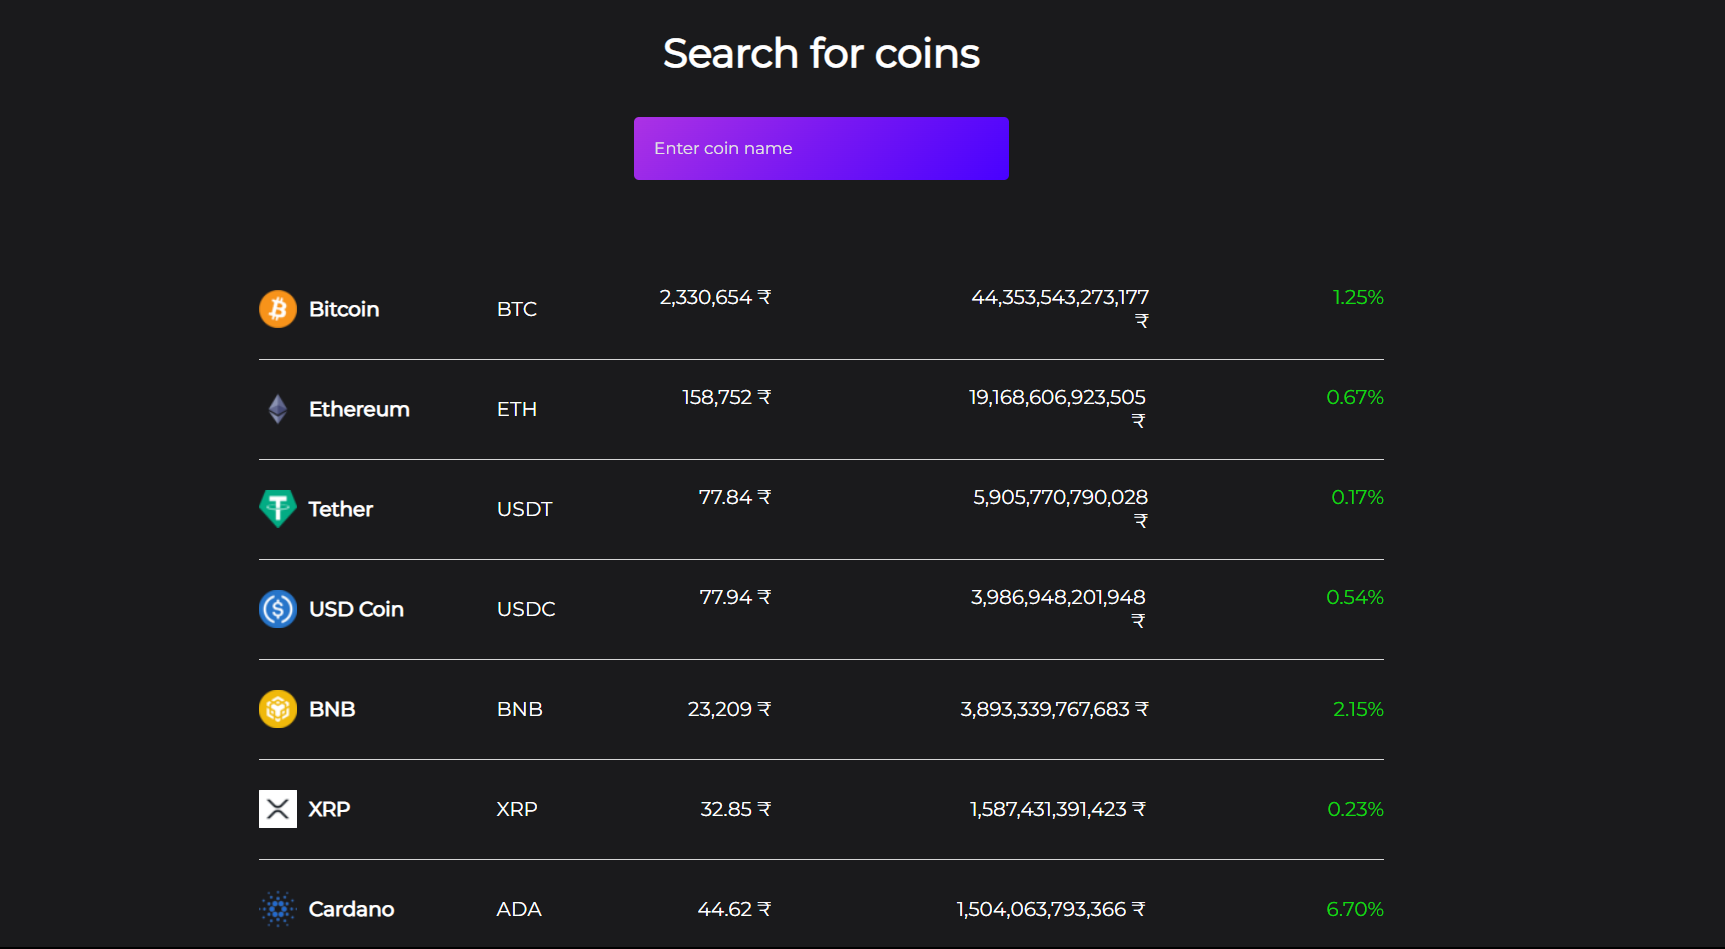 Search for coins
Enter coin name
Bitcoin BTC 2,330,654 ₹ 44,353,543,273,177 ₹ 1.25%
Ethereum ETH 158,752 ₹ 19,168,606,923,505 ₹ 0.67%
Tether USDT 77.84 ₹ 5,905,770,790,028 ₹ 0.17%
USD Coin USDC 77.94 ₹ 3,986,948,201,948 ₹ 0.54%
BNB BNB 23,209 ₹ 3,893,339,767,683 ₹ 2.15%
XRP XRP 32.85 ₹ 1,587,431,391,423 ₹ 0.23%
Cardano ADA 44.62 ₹ 1,504,063,793,366 ₹ 6.70%